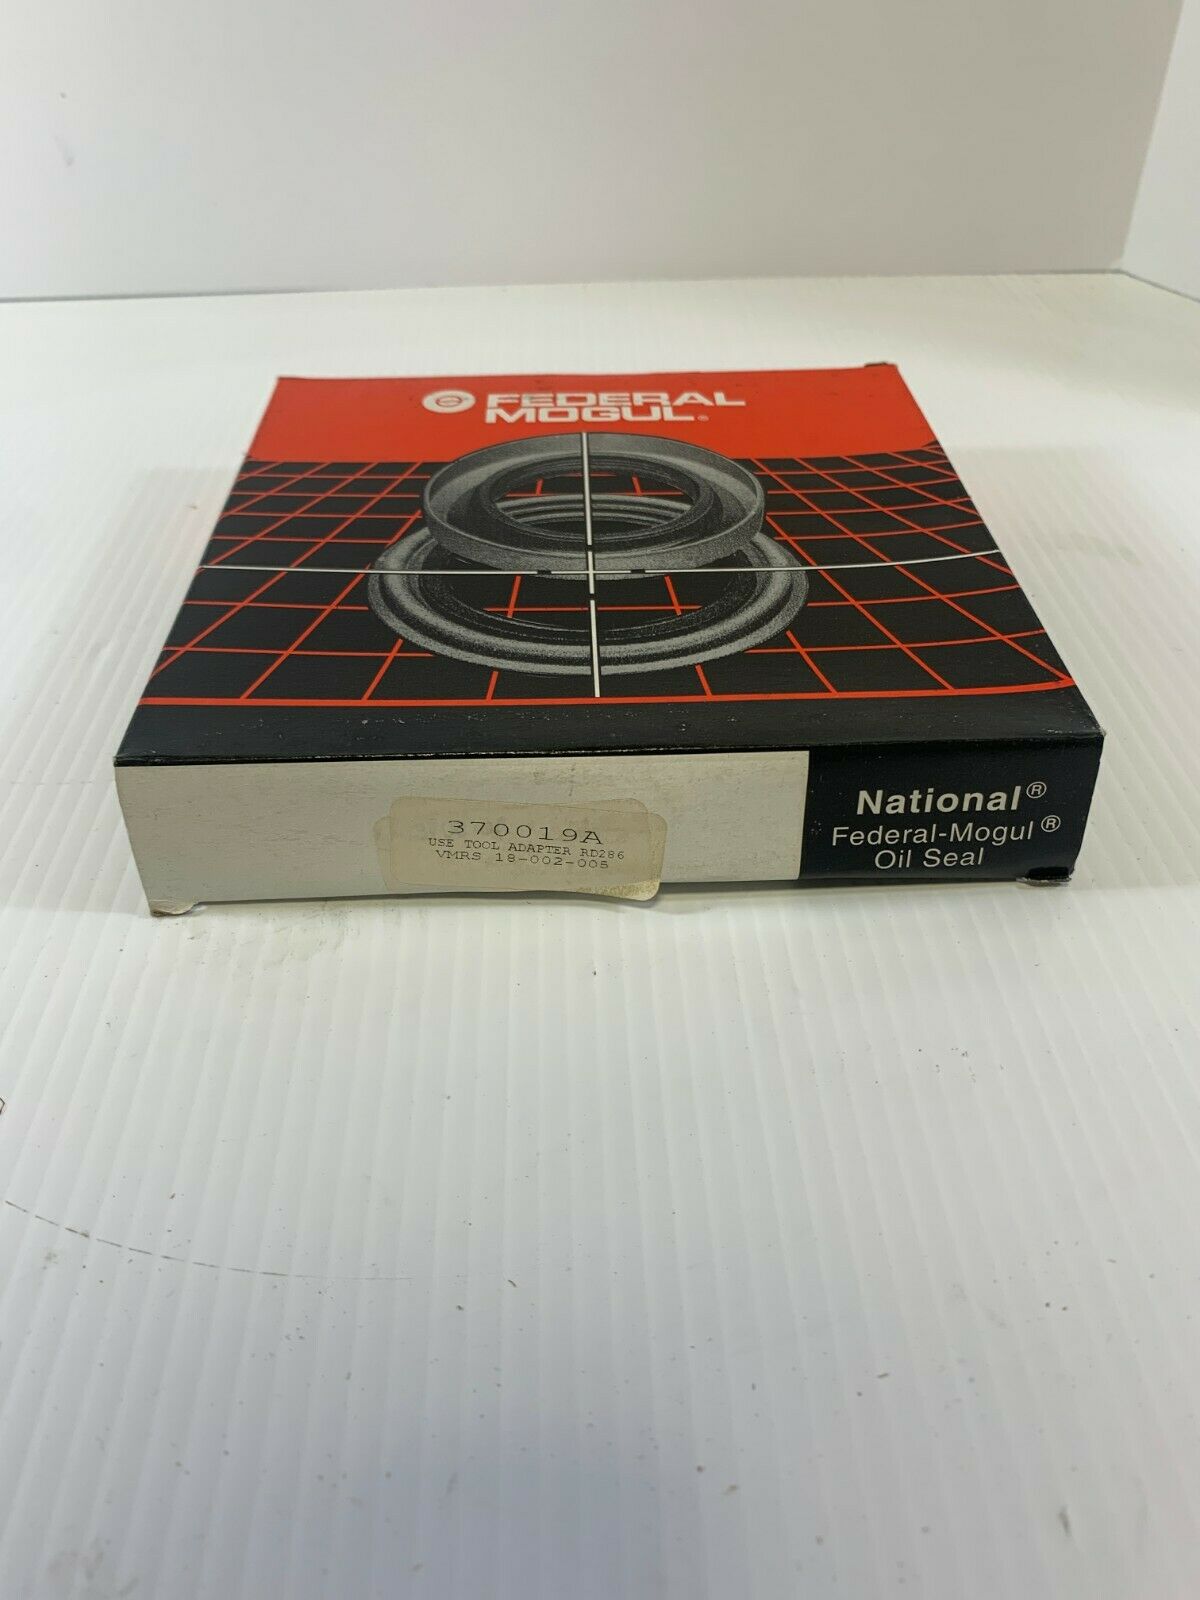 FEDERAL
MOGUL®
370019A
USE TOOL ADAPTER RD286
VMRS 18-002-005
National®
Federal-Mogul®
Oil Seal